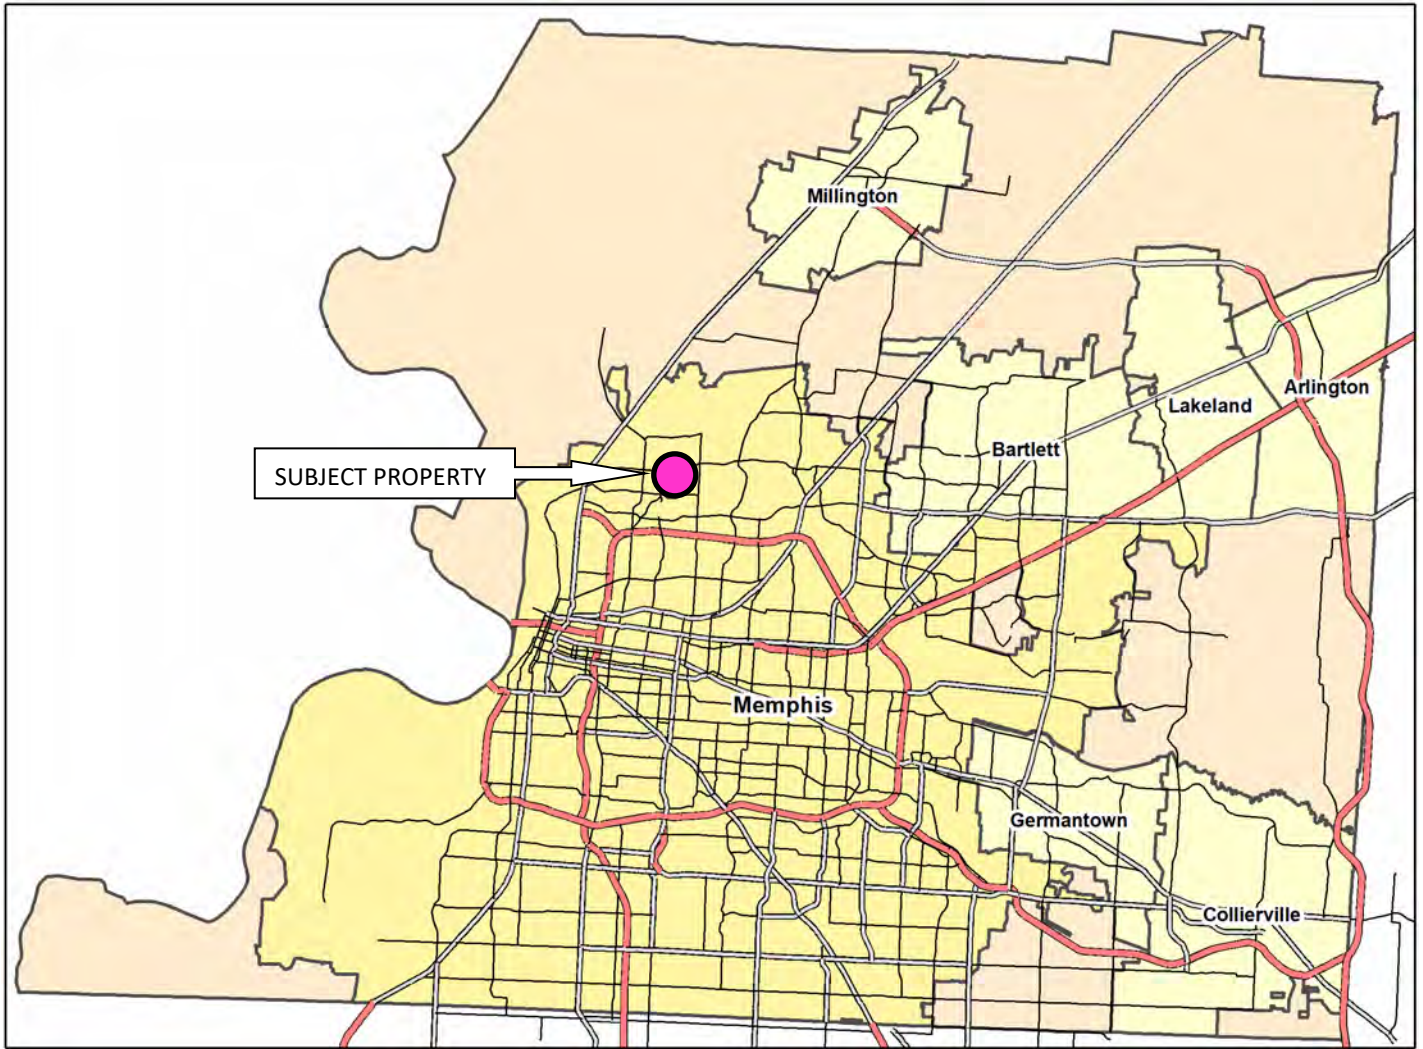 Millington
Arlington
Lakeland
Bartlett
SUBJECT PROPERTY
Memphis
Germantown
Collierville